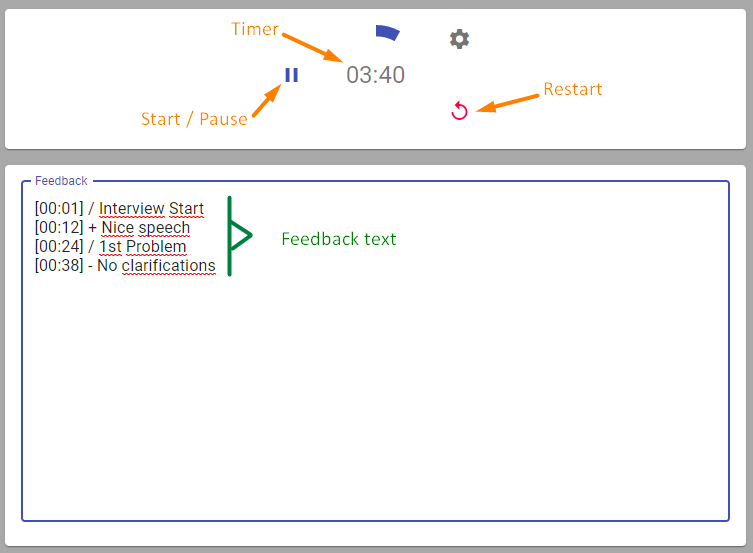 Timer
03:40
Restart
Start / Pause
Feedback
[00:01] / Interview Start
[00:12] + Nice speech
[00:24] / 1st Problem
[00:38] - No clarifications
Feedback text